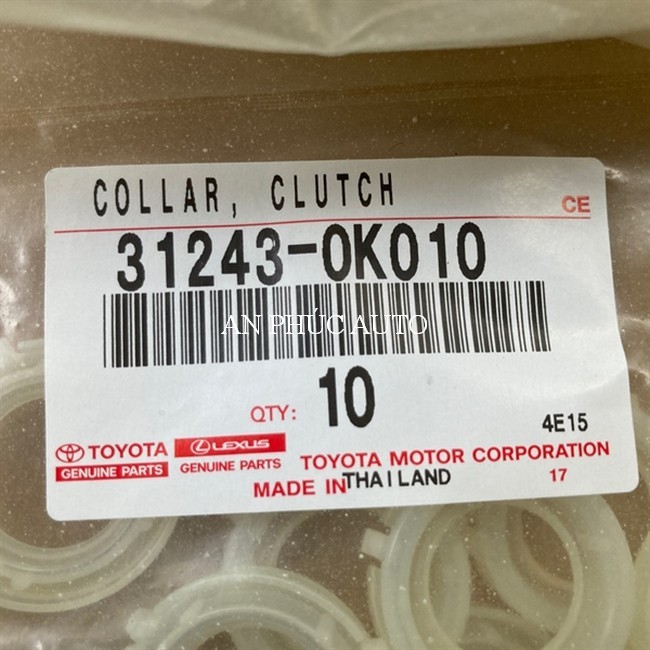 COLLAR, CLUTCH
CE
31243-0K010
AN PHÚC AUTO
QTY: 10
4E15
TOYOTA
GENUINE PARTS
LEXUS
GENUINE PARTS
TOYOTA MOTOR CORPORATION
MADE IN THAILAND
17